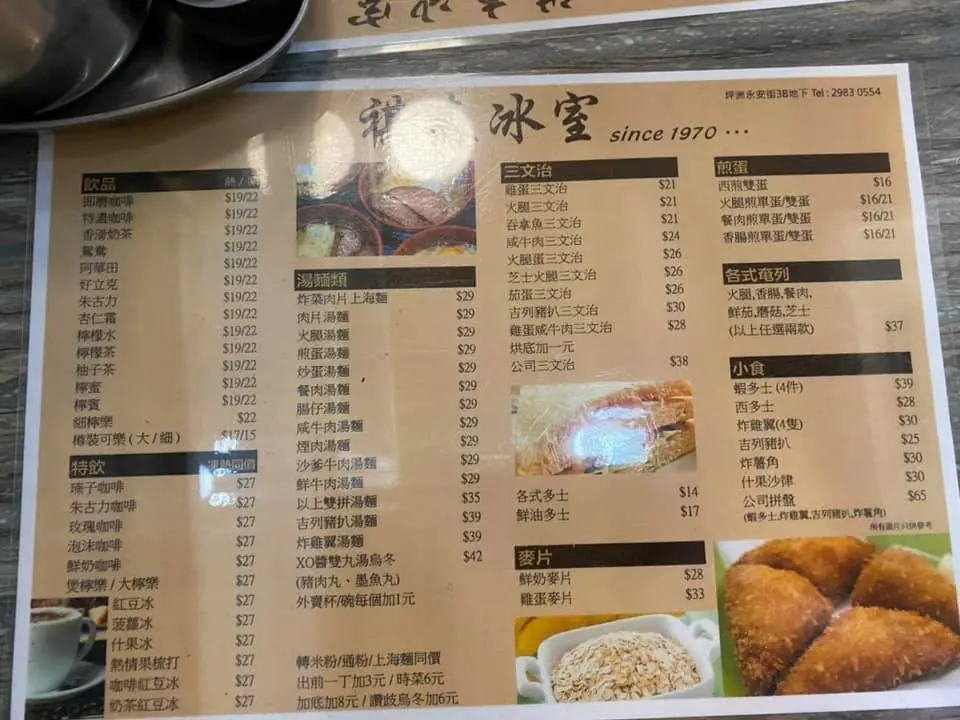 冰室 since 1970 ...
坪洲永安街3B地下 Tel : 2983 0554
飲品 熱 /
即磨咖啡 $19/22
特濃咖啡 $19/22
香滑奶茶 $19/22
鴛鴦 $19/22
阿華田 $19/22
好立克 $19/22
朱古力 $19/22
杏仁霜 $19/22
檸檬水 $19/22
檸檬茶 $19/22
柚子茶 $19/22
檸蜜 $19/22
檸賓 $19/22
細檸樂 $22
樽裝可樂 ( 大 / 細 ) $17/15
特飲 凍熱同價
瑧子咖啡 $27
朱古力咖啡 $27
玫瑰咖啡 $27
泡沫咖啡 $27
鮮奶咖啡 $27
煲檸樂 / 大檸樂 $27
紅豆冰 $27
菠蘿冰 $27
什果冰 $27
熱情果梳打 $27
咖啡紅豆冰 $27
奶茶紅豆冰 $27
湯麵類
炸菜肉片上海麵 $29
肉片湯麵 $29
火腿湯麵 $29
煎蛋湯麵 $29
炒蛋湯麵 $29
餐肉湯麵 $29
腸仔湯麵 $29
咸牛肉湯麵 $29
煙肉湯麵 $29
沙爹牛肉湯麵 $29
鮮牛肉湯麵 $29
以上雙拼湯麵 $35
吉列豬扒湯麵 $39
炸雞翼湯麵 $39
XO醬雙丸湯烏冬 $42
(豬肉丸、墨魚丸)
外賣杯/碗每個加1元
轉米粉/通粉/上海麵同價
出前一丁加3元 / 時菜6元
加底加8元 / 讚岐烏冬加6元
三文治
雞蛋三文治 $21
火腿三文治 $21
吞拿魚三文治 $21
咸牛肉三文治 $24
火腿蛋三文治 $26
芝士火腿三文治 $26
茄蛋三文治 $26
吉列豬扒三文治 $30
雞蛋咸牛肉三文治 $28
烘底加一元
公司三文治 $38
各式多士 $14
鮮油多士 $17
麥片
鮮奶麥片 $28
雞蛋麥片 $33
煎蛋
西煎雙蛋 $16
火腿煎單蛋/雙蛋 $16/21
餐肉煎單蛋/雙蛋 $16/21
香腸煎單蛋/雙蛋 $16/21
各式奄列
火腿,香腸,餐肉,
鮮茄,蘑菇,芝士
(以上任選兩款) $37
小食
蝦多士 (4件) $39
西多士 $28
炸雞翼(4隻) $30
吉列豬扒 $25
炸薯角 $30
什果沙律 $30
公司拼盤 $65
(蝦多士,炸雞翼,吉列豬扒,炸薯角)
所有圖片只供參考